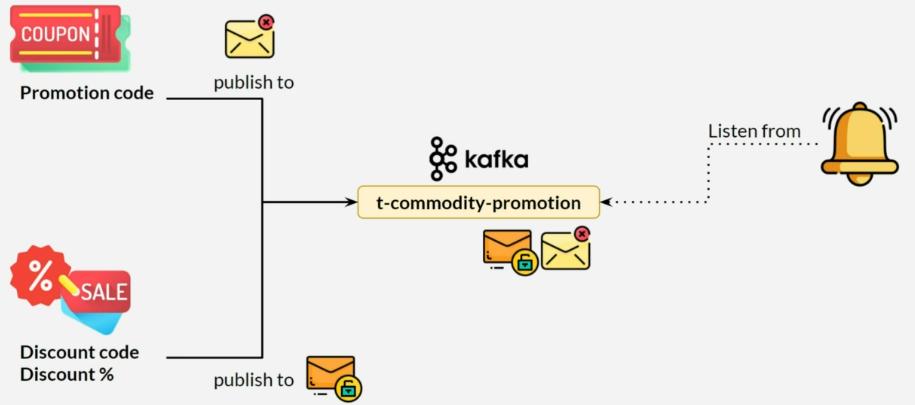 COUPON
publish to
Promotion code
Listen from
kafka
t-commodity-promotion
%
SALE
Discount code
Discount %
publish to